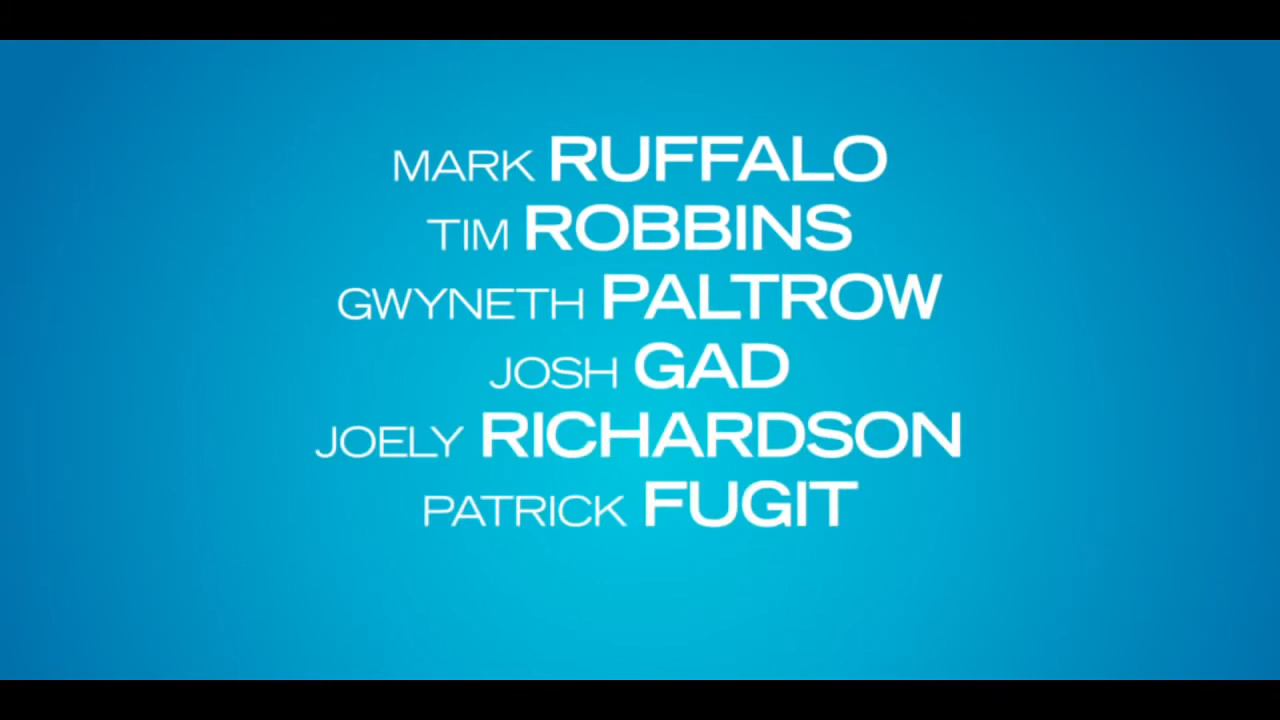 MARK RUFFALO
TIM ROBBINS
GWYNETH PALTROW
JOSH GAD
JOELY RICHARDSON
PATRICK FUGIT